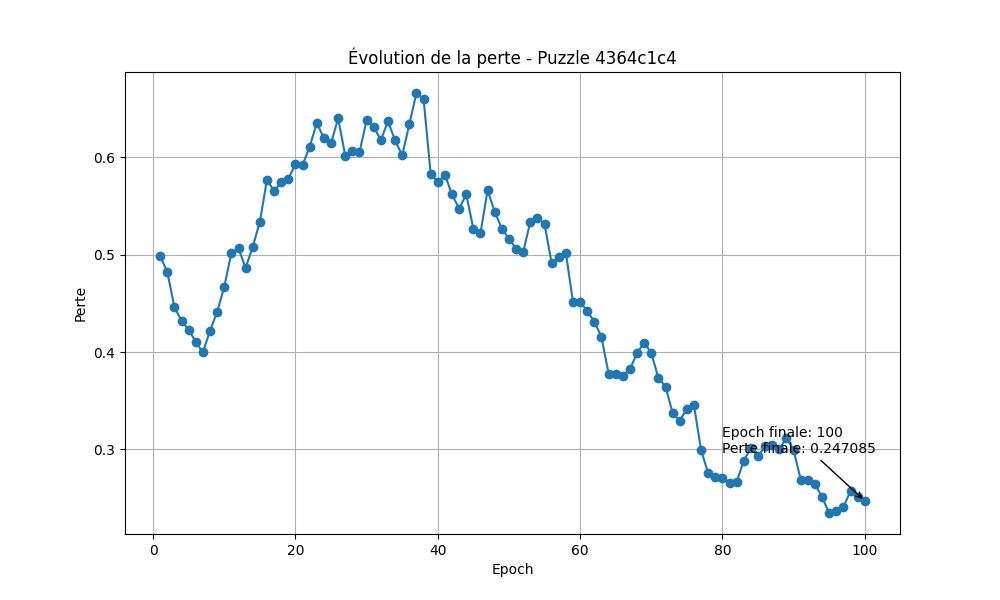 Évolution de la perte - Puzzle 4364c1c4
Perte
0.6
0.5
0.4
0.3
Epoch finale: 100
Perte finale: 0.247085
0 20 40 60 80 100
Epoch